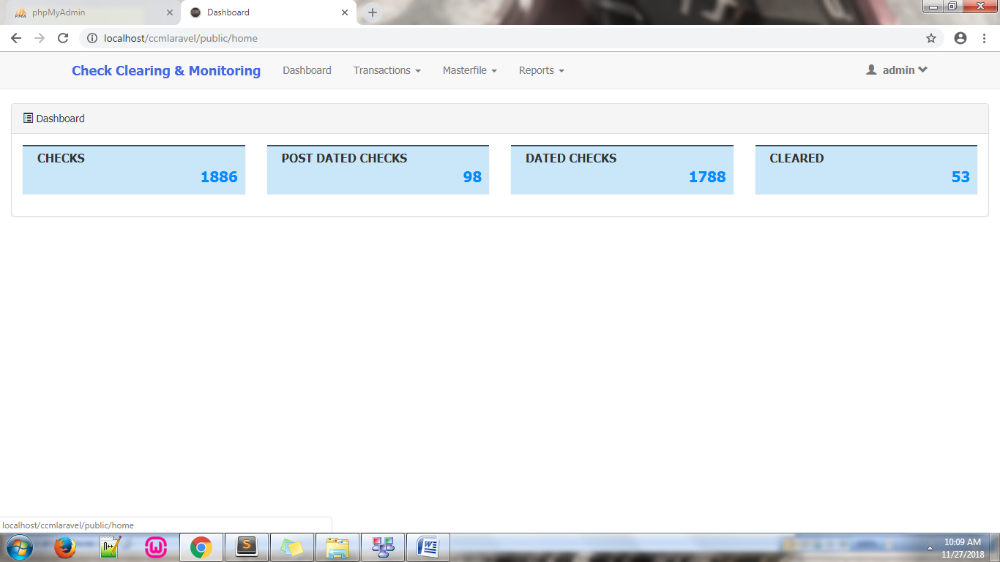 phpMyAdmin
Dashboard
localhost/ccmlaravel/public/home
Check Clearing & Monitoring Dashboard Transactions Masterfile Reports admin
Dashboard
CHECKS POST DATED CHECKS DATED CHECKS CLEARED
1886 98 1788 53
localhost/ccmlaravel/public/home
10:09 AM
11/27/2018